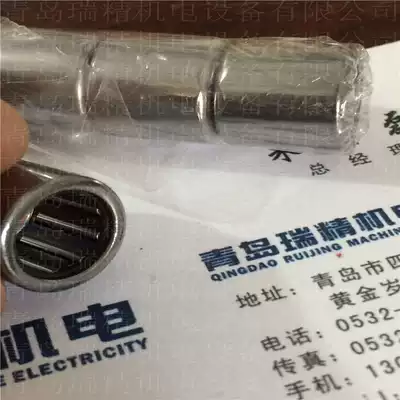 青岛瑞精机电设备有限公司
总经理
青岛瑞精机
QINGDAO RUIJING MACHIN
地址：青岛市四
黄金岁
电话：0532-
传真：0532
手机：130
机电
E ELECTRICITY